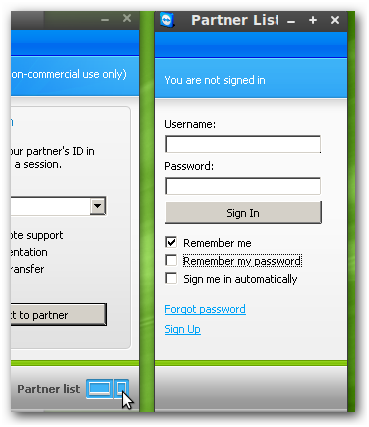 on-commercial use only)
n
our partner's ID in
a session.
ote support
entation
transfer
ct to partner
Partner list
Partner List
You are not signed in
Username:
Password:
Sign In
Remember me
Remember my password
Sign me in automatically
Forgot password
Sign Up